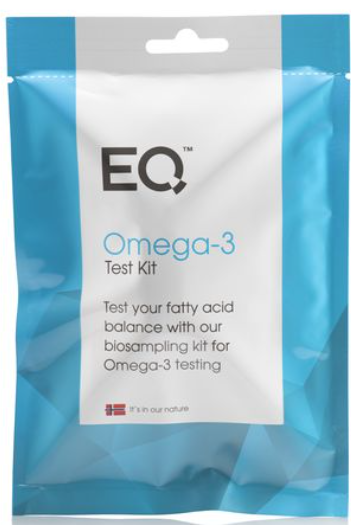 EQ™
Omega-3
Test Kit
Test your fatty acid
balance with our
biosampling kit for
Omega-3 testing
It's in our nature